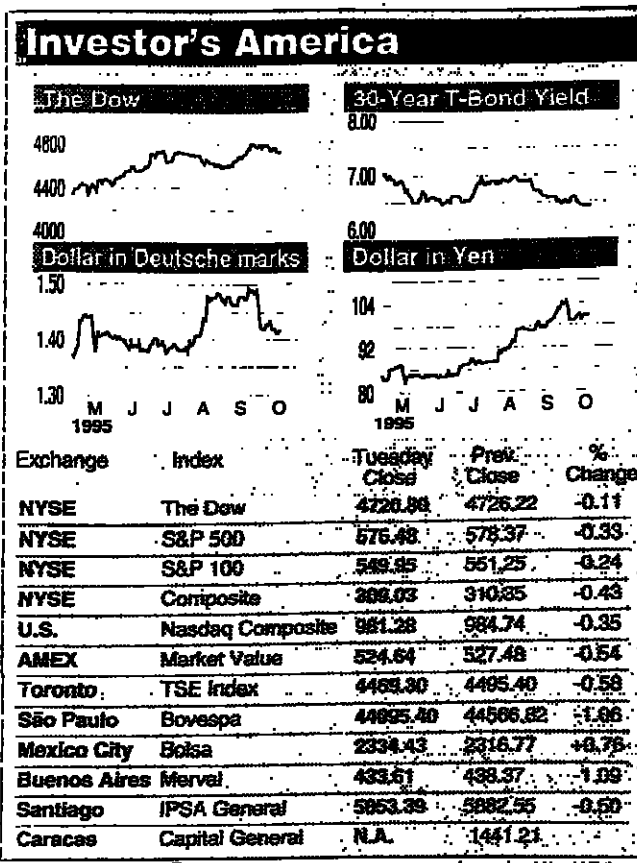 Investor's America
The Dow
4800
4400
4000
30-Year T-Bond Yield
8.00
7.00
6.00
Dollar in Deutsche marks
1.50
1.40
1.30
M J J A S O
1995
Dollar in Yen
104
92
80
M J J A S O
1995
Exchange Index Tuesday Close Prev. Close % Change
NYSE The Dow 4720.80 4726.22 -0.11
NYSE S&P 500 576.48 578.37 -0.33
NYSE S&P 100 549.95 551.25 -0.24
NYSE Composite 309.03 310.35 -0.43
U.S. Nasdaq Composite 981.28 984.74 -0.35
AMEX Market Value 524.64 527.48 -0.54
Toronto TSE Index 4469.30 4495.40 -0.58
São Paulo Bovespa 44095.40 44566.82 -1.06
Mexico City Bolsa 2334.43 2316.77 +0.76
Buenos Aires Merval 433.61 438.37 -1.09
Santiago IPSA General 5853.39 5882.55 -0.50
Caracas Capital General N.A. 1441.21 -